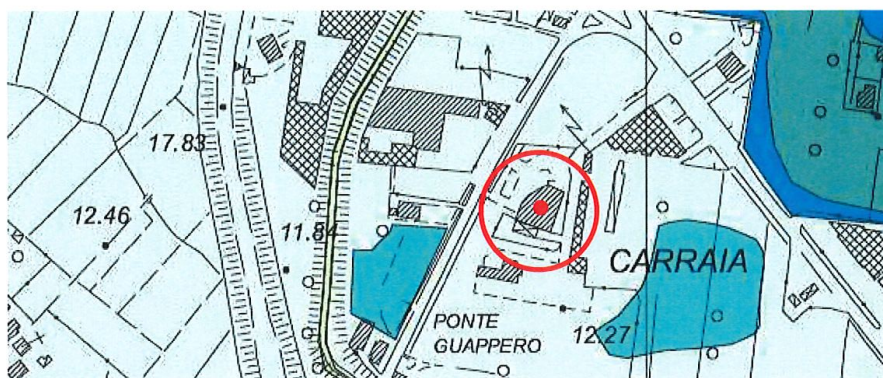 17.83
12.46
11.84
CARRAIA
PONTE
GUAPPERO
12.27